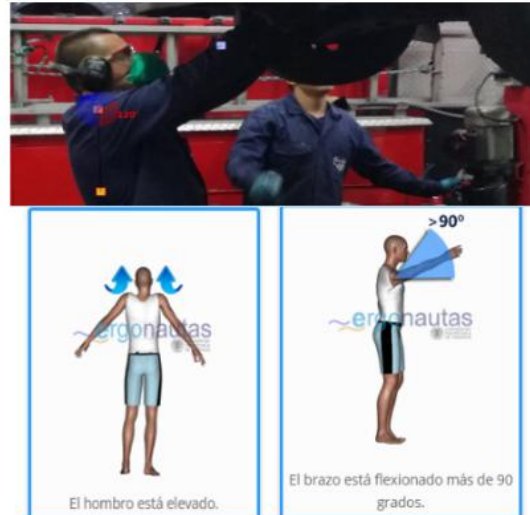 >90º
ergonautas
ergonautas
El hombro está elevado.
El brazo está flexionado más de 90
grados.